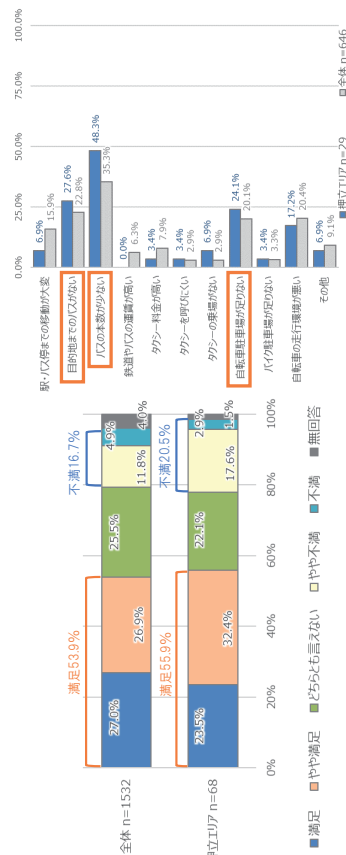 満足53.9%
不満16.7%
全体 n=1532
27.0%
26.9%
25.5%
11.8%
4.9%
4.0%
満足55.9%
不満20.5%
押立エリア n=68
23.5%
32.4%
22.1%
17.6%
2.9%
1.5%
0%
20%
40%
60%
80%
100%
満足
やや満足
どちらとも言えない
やや不満
不満
無回答
0.0%
25.0%
50.0%
75.0%
100.0%
駅・バス停までの移動が大変
6.9%
15.9%
目的地までのバスがない
27.6%
22.8%
バスの本数が少ない
48.3%
35.3%
鉄道やバスの運賃が高い
0.0%
6.3%
タクシー料金が高い
3.4%
7.9%
タクシーを呼びにくい
3.4%
2.9%
タクシーの乗場がない
6.9%
2.9%
自転車駐車場が足りない
24.1%
20.1%
バイク駐車場が足りない
3.4%
3.3%
自転車の走行環境が悪い
17.2%
20.4%
その他
6.9%
9.1%
押立エリア n=29
全体 n=646